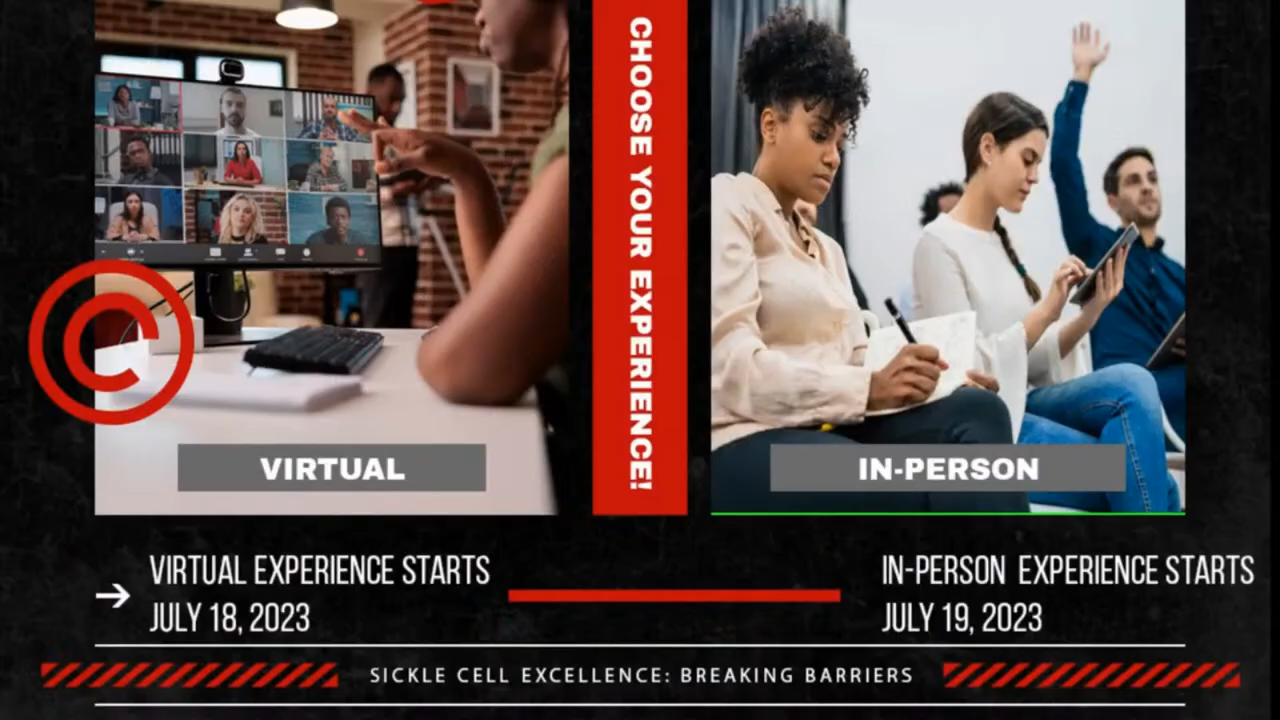 CHOOSE YOUR EXPERIENCE!
VIRTUAL
IN-PERSON
VIRTUAL EXPERIENCE STARTS
JULY 18, 2023
IN-PERSON EXPERIENCE STARTS
JULY 19, 2023
SICKLE CELL EXCELLENCE: BREAKING BARRIERS